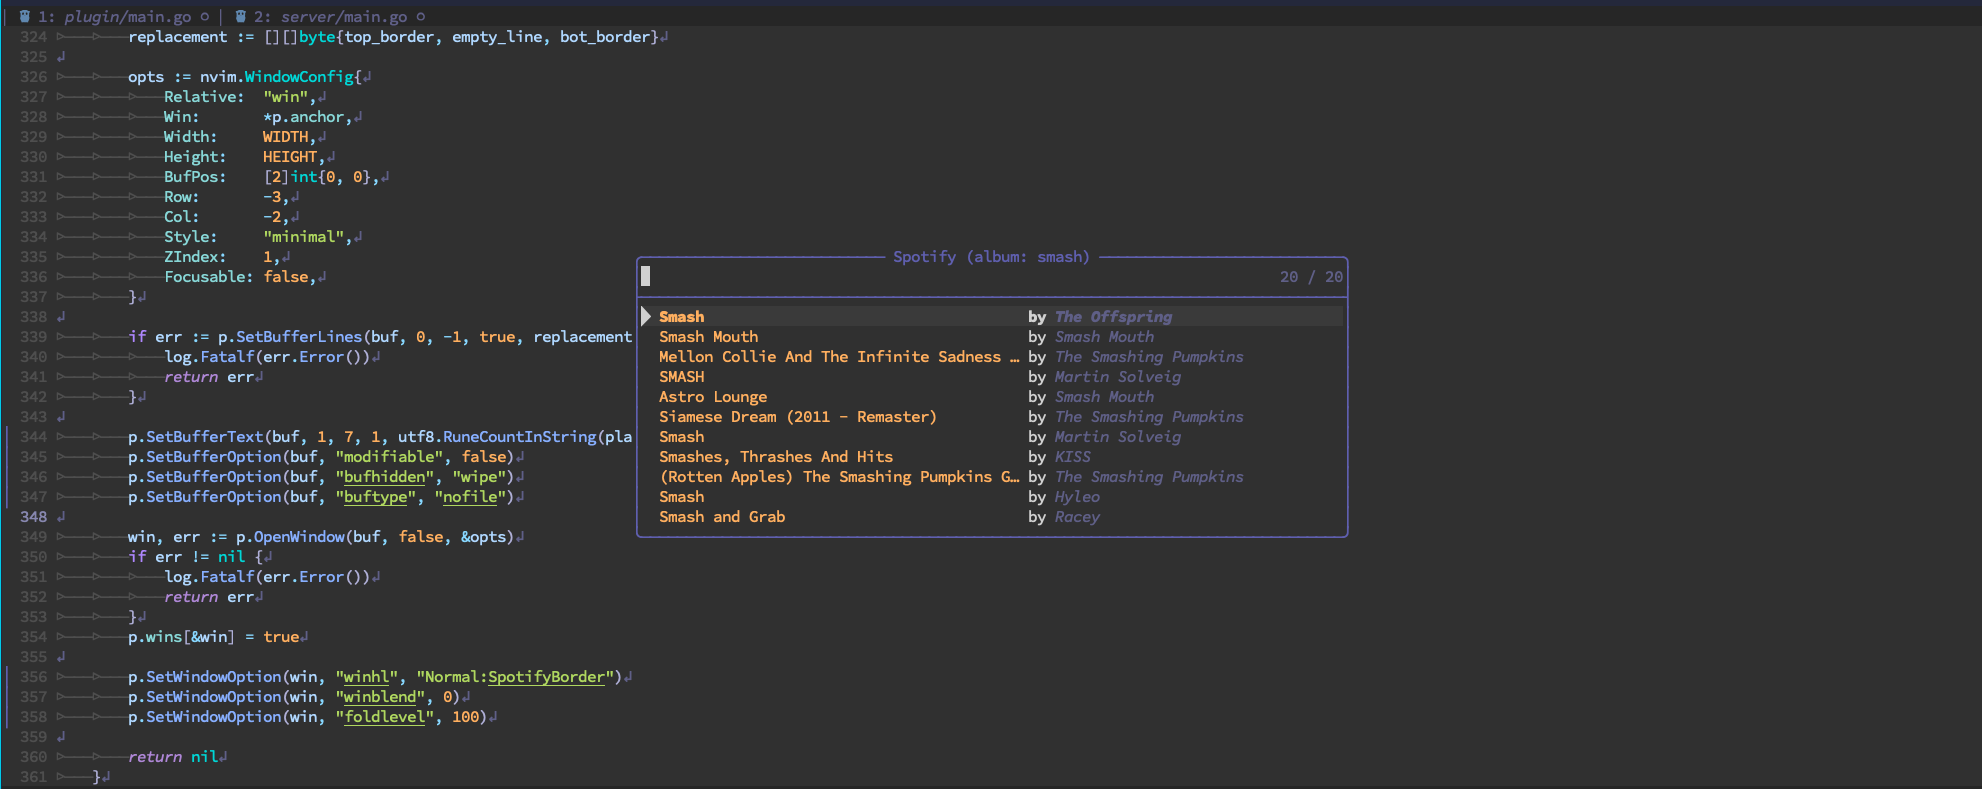 1: plugin/main.go ○ | 2: server/main.go ○
324 replacement := [][]byte{top_border, empty_line, bot_border}
325
326 opts := nvim.WindowConfig{
327 Relative: "win",
328 Win: *p.anchor,
329 Width: WIDTH,
330 Height: HEIGHT,
331 BufPos: [2]int{0, 0},
332 Row: -3,
333 Col: -2,
334 Style: "minimal",
335 ZIndex: 1,
336 Focusable: false,
337 }
338
339 if err := p.SetBufferLines(buf, 0, -1, true, replacement
340 log.Fatalf(err.Error())
341 return err
342 }
343
344 p.SetBufferText(buf, 1, 7, 1, utf8.RuneCountInString(pla
345 p.SetBufferOption(buf, "modifiable", false)
346 p.SetBufferOption(buf, "bufhidden", "wipe")
347 p.SetBufferOption(buf, "buftype", "nofile")
348
349 win, err := p.OpenWindow(buf, false, &opts)
350 if err != nil {
351 log.Fatalf(err.Error())
352 return err
353 }
354 p.wins[&win] = true
355
356 p.SetWindowOption(win, "winhl", "Normal:SpotifyBorder")
357 p.SetWindowOption(win, "winblend", 0)
358 p.SetWindowOption(win, "foldlevel", 100)
359
360 return nil
361 }
Spotify (album: smash)
20 / 20
Smash by The Offspring
Smash Mouth by Smash Mouth
Mellon Collie And The Infinite Sadness … by The Smashing Pumpkins
SMASH by Martin Solveig
Astro Lounge by Smash Mouth
Siamese Dream (2011 - Remaster) by The Smashing Pumpkins
Smash by Martin Solveig
Smashes, Thrashes And Hits by KISS
(Rotten Apples) The Smashing Pumpkins G… by The Smashing Pumpkins
Smash by Hyleo
Smash and Grab by Racey